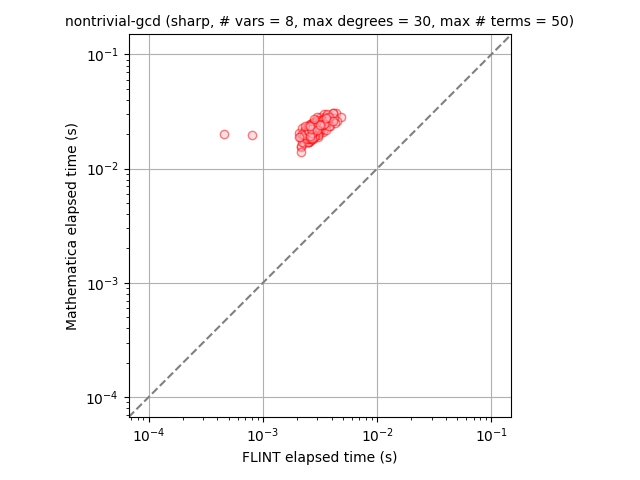 nontrivial-gcd (sharp, # vars = 8, max degrees = 30, max # terms = 50)
Mathematica elapsed time (s)
10⁻¹
10⁻²
10⁻³
10⁻⁴
10⁻⁴ 10⁻³ 10⁻² 10⁻¹
FLINT elapsed time (s)